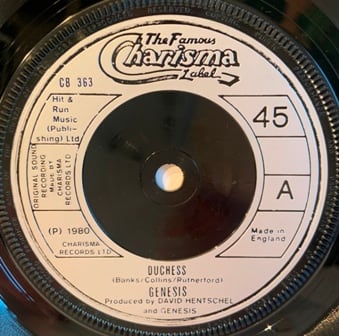 The Famous
Charisma
Label
CB 363
Hit &
Run
Music
(Publi-
shing) Ltd
45
ORIGINAL SOUND
RECORDING
MADE BY
CHARISMA
RECORDS LTD
A
(P) 1980
Made in
England
CHARISMA
RECORDS LTD
DUCHESS
(Banks/Collins/Rutherford)
GENESIS
Produced by DAVID HENTSCHEL
and GENESIS